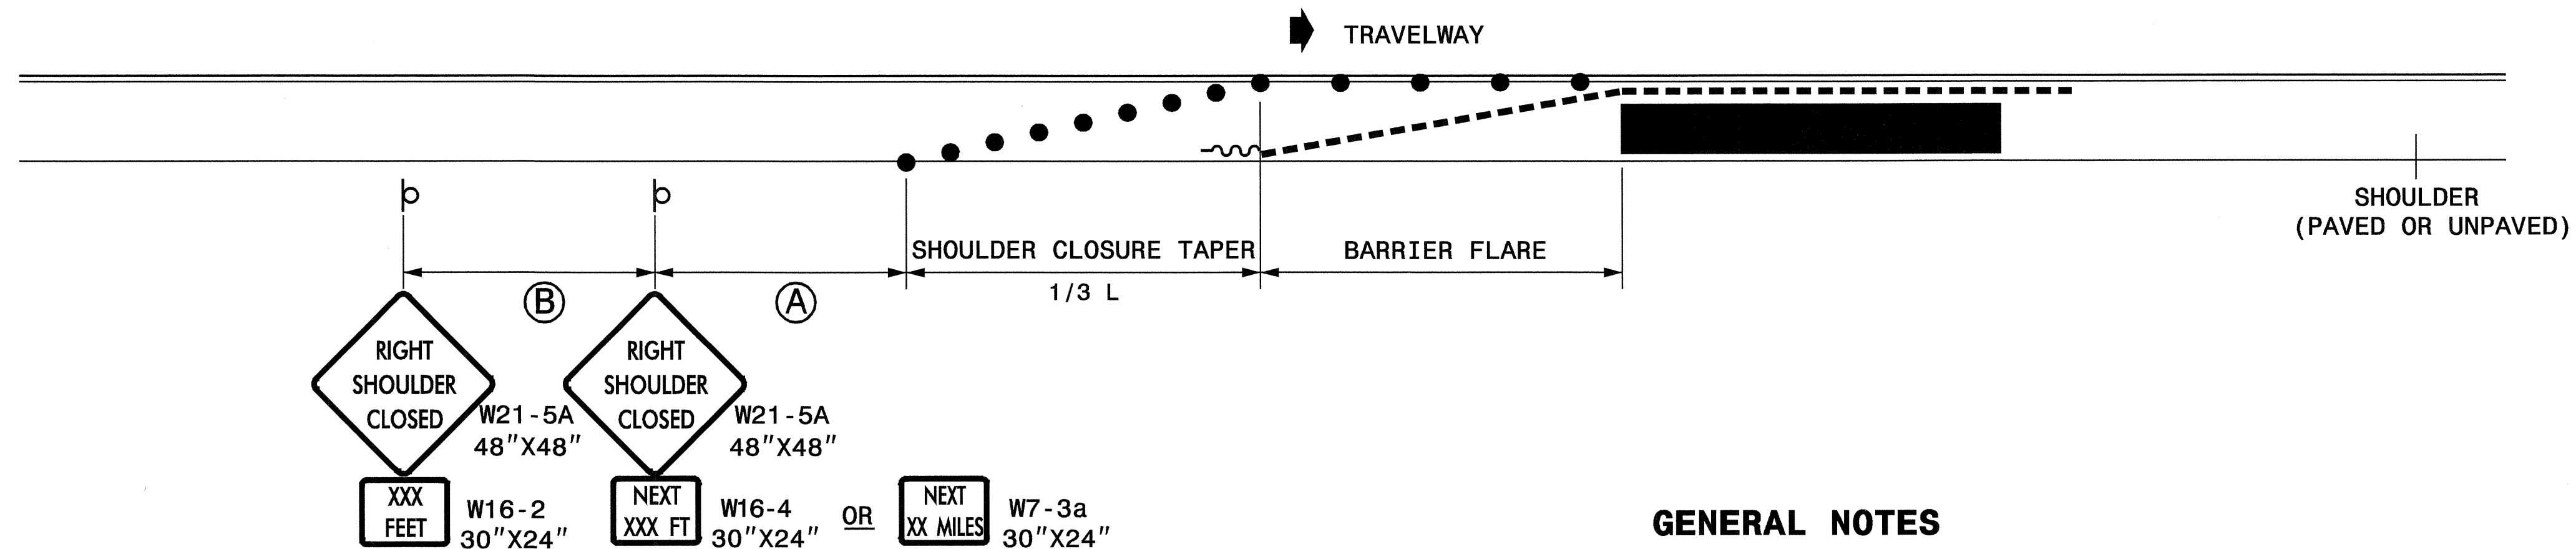 TRAVELWAY
SHOULDER
(PAVED OR UNPAVED)
SHOULDER CLOSURE TAPER
BARRIER FLARE
1/3 L
B
A
RIGHT
SHOULDER
CLOSED
W21-5A
48"X48"
XXX
FEET
W16-2
30"X24"
RIGHT
SHOULDER
CLOSED
W21-5A
48"X48"
NEXT
XXX FT
W16-4
30"X24"
OR
NEXT
XX MILES
W7-3a
30"X24"
GENERAL NOTES